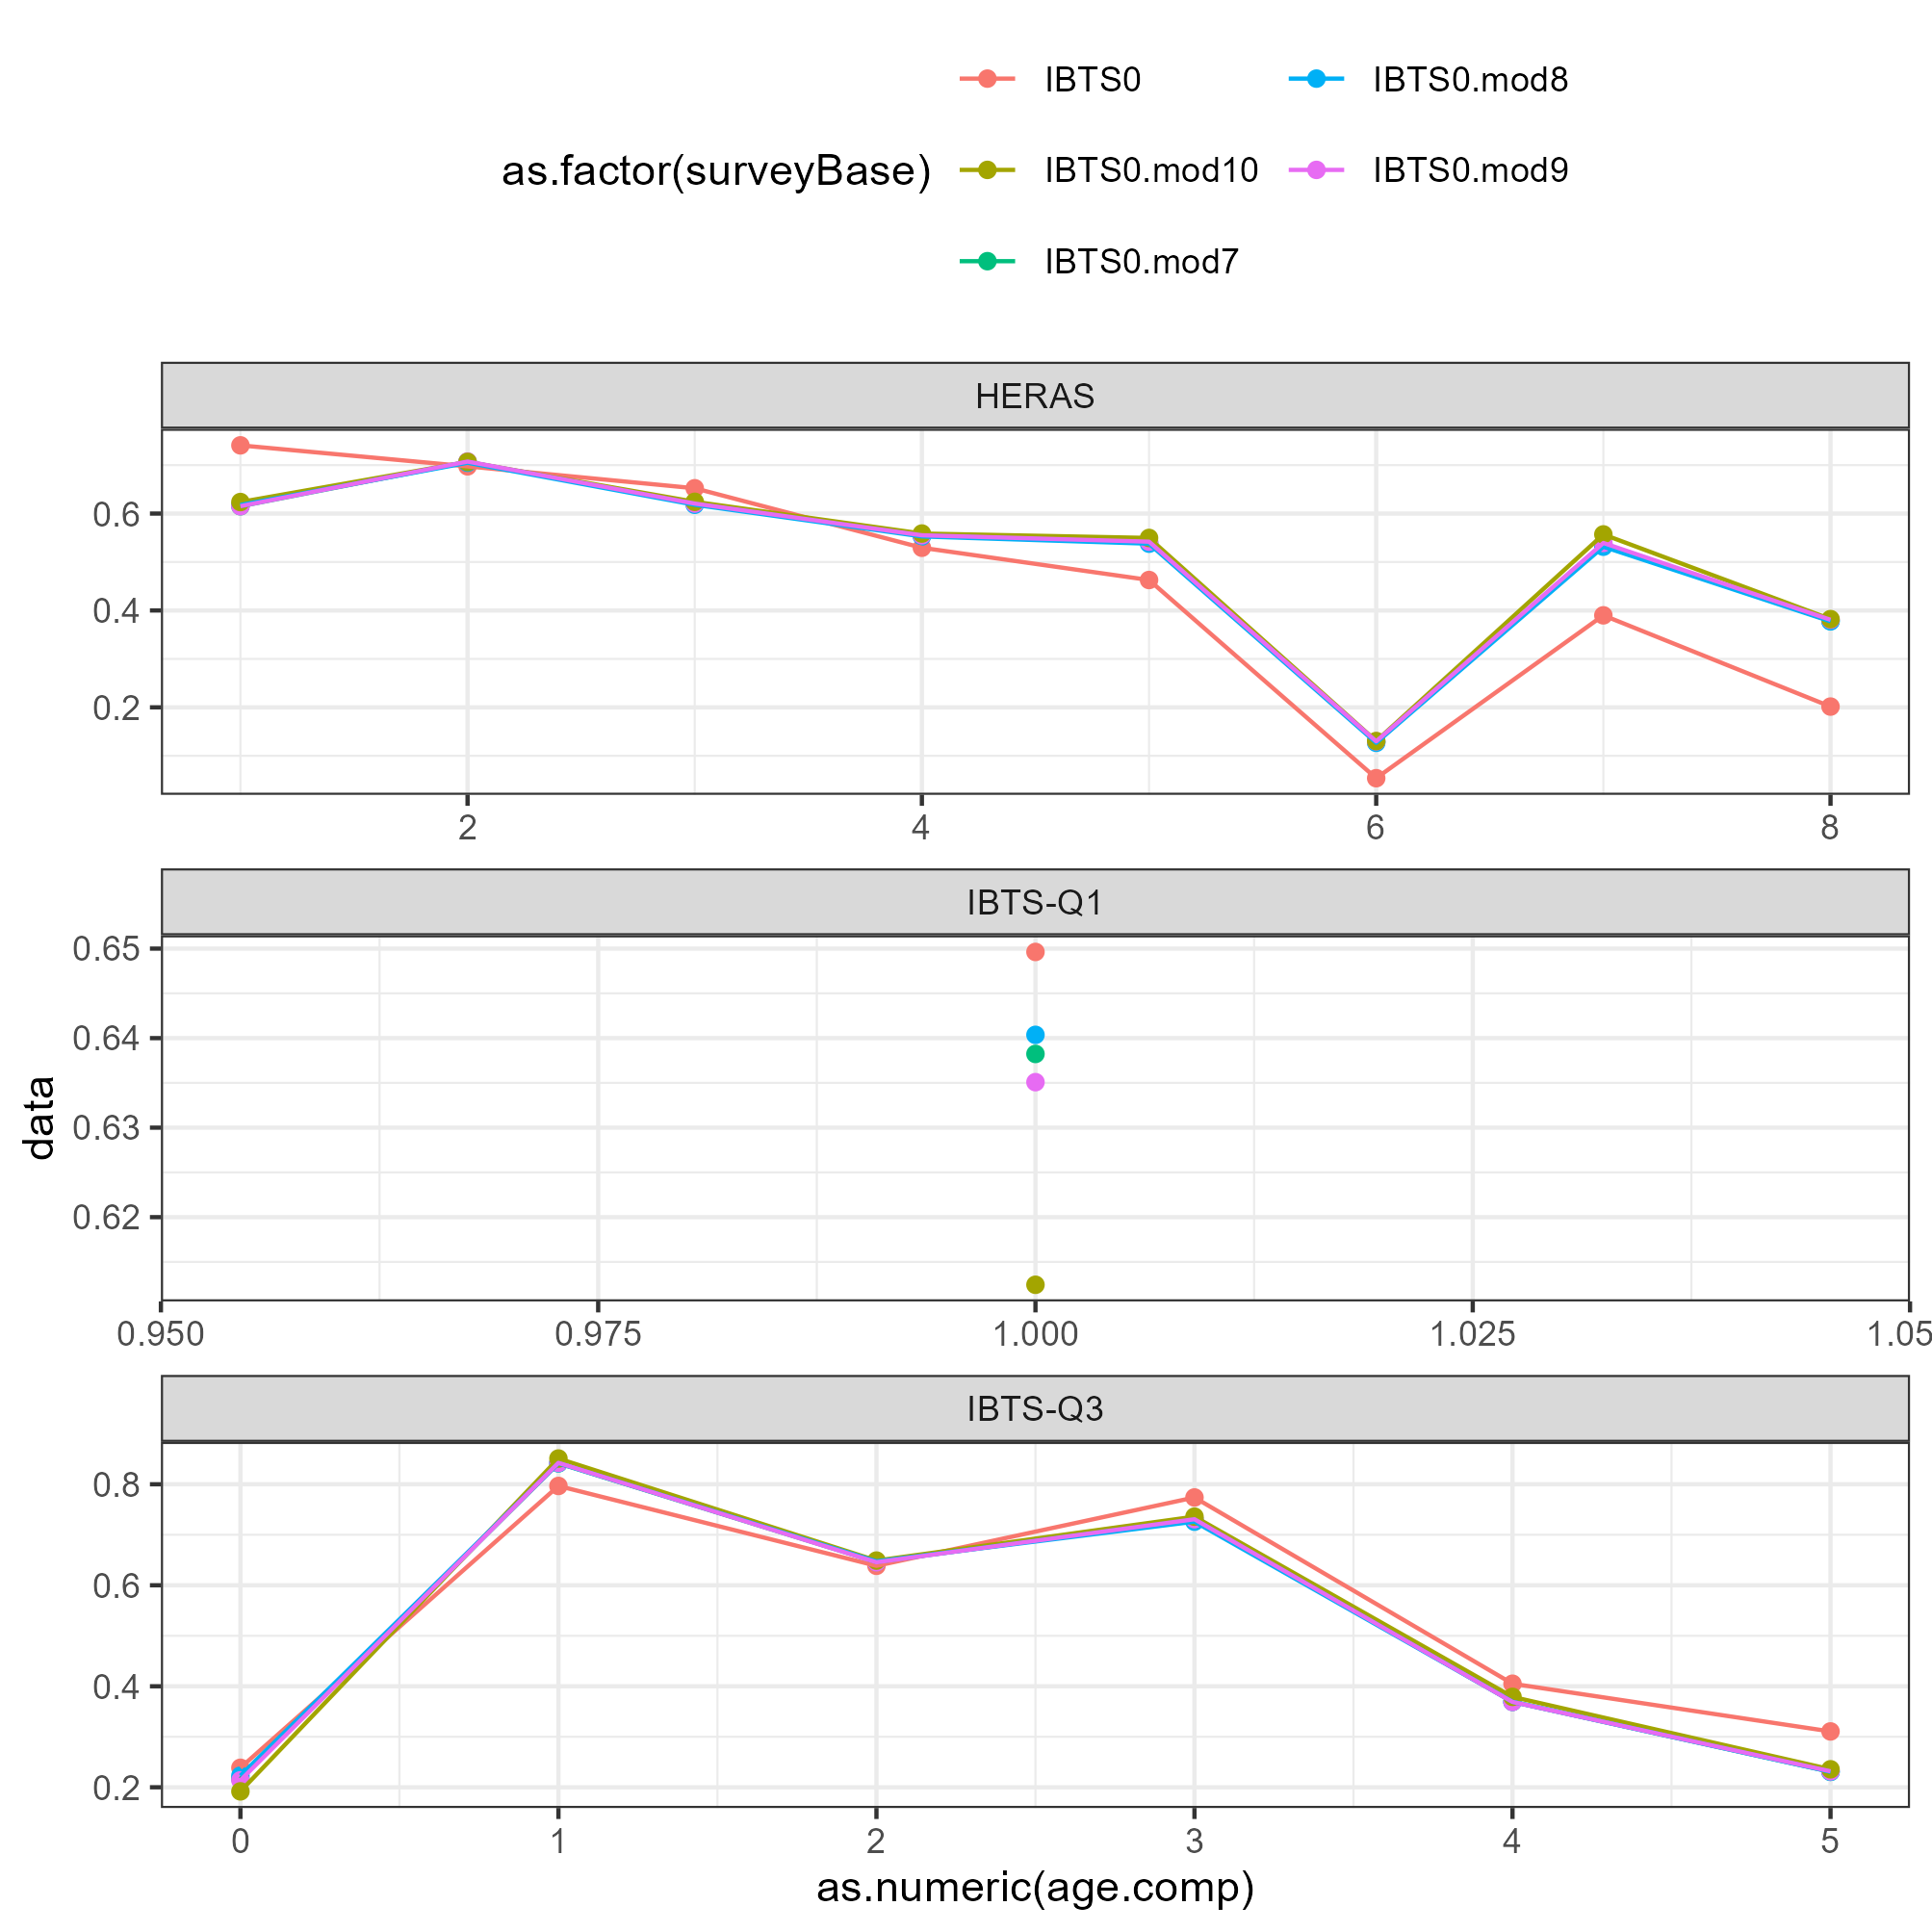 IBTS0
IBTS0.mod8
as.factor(surveyBase)
IBTS0.mod10
IBTS0.mod9
IBTS0.mod7
HERAS
0.6
0.4
0.2
2
4
6
8
IBTS-Q1
0.65
0.64
0.63
0.62
data
0.950
0.975
1.000
1.025
1.05
IBTS-Q3
0.8
0.6
0.4
0.2
0
1
2
3
4
5
as.numeric(age.comp)